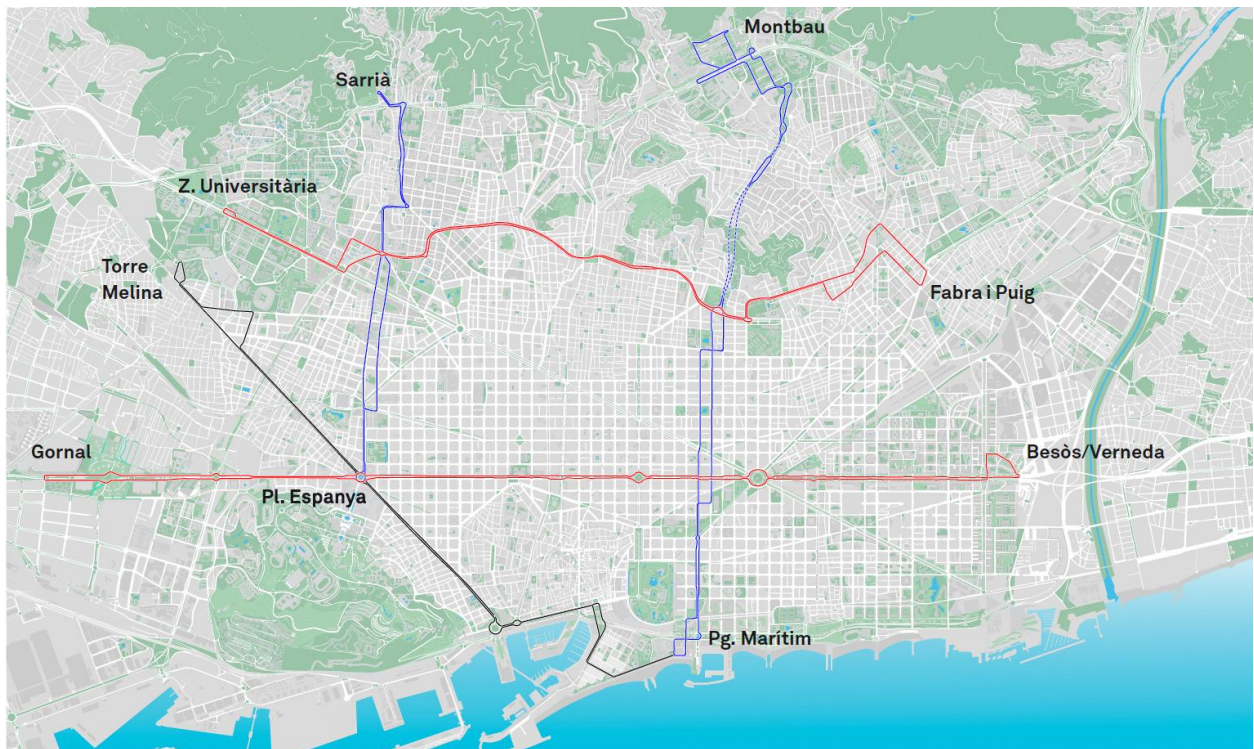 Montbau
Sarrià
Z. Universitària
Torre
Melina
Fabra i Puig
Gornal
Besòs/Verneda
Pl. Espanya
Pg. Marítim